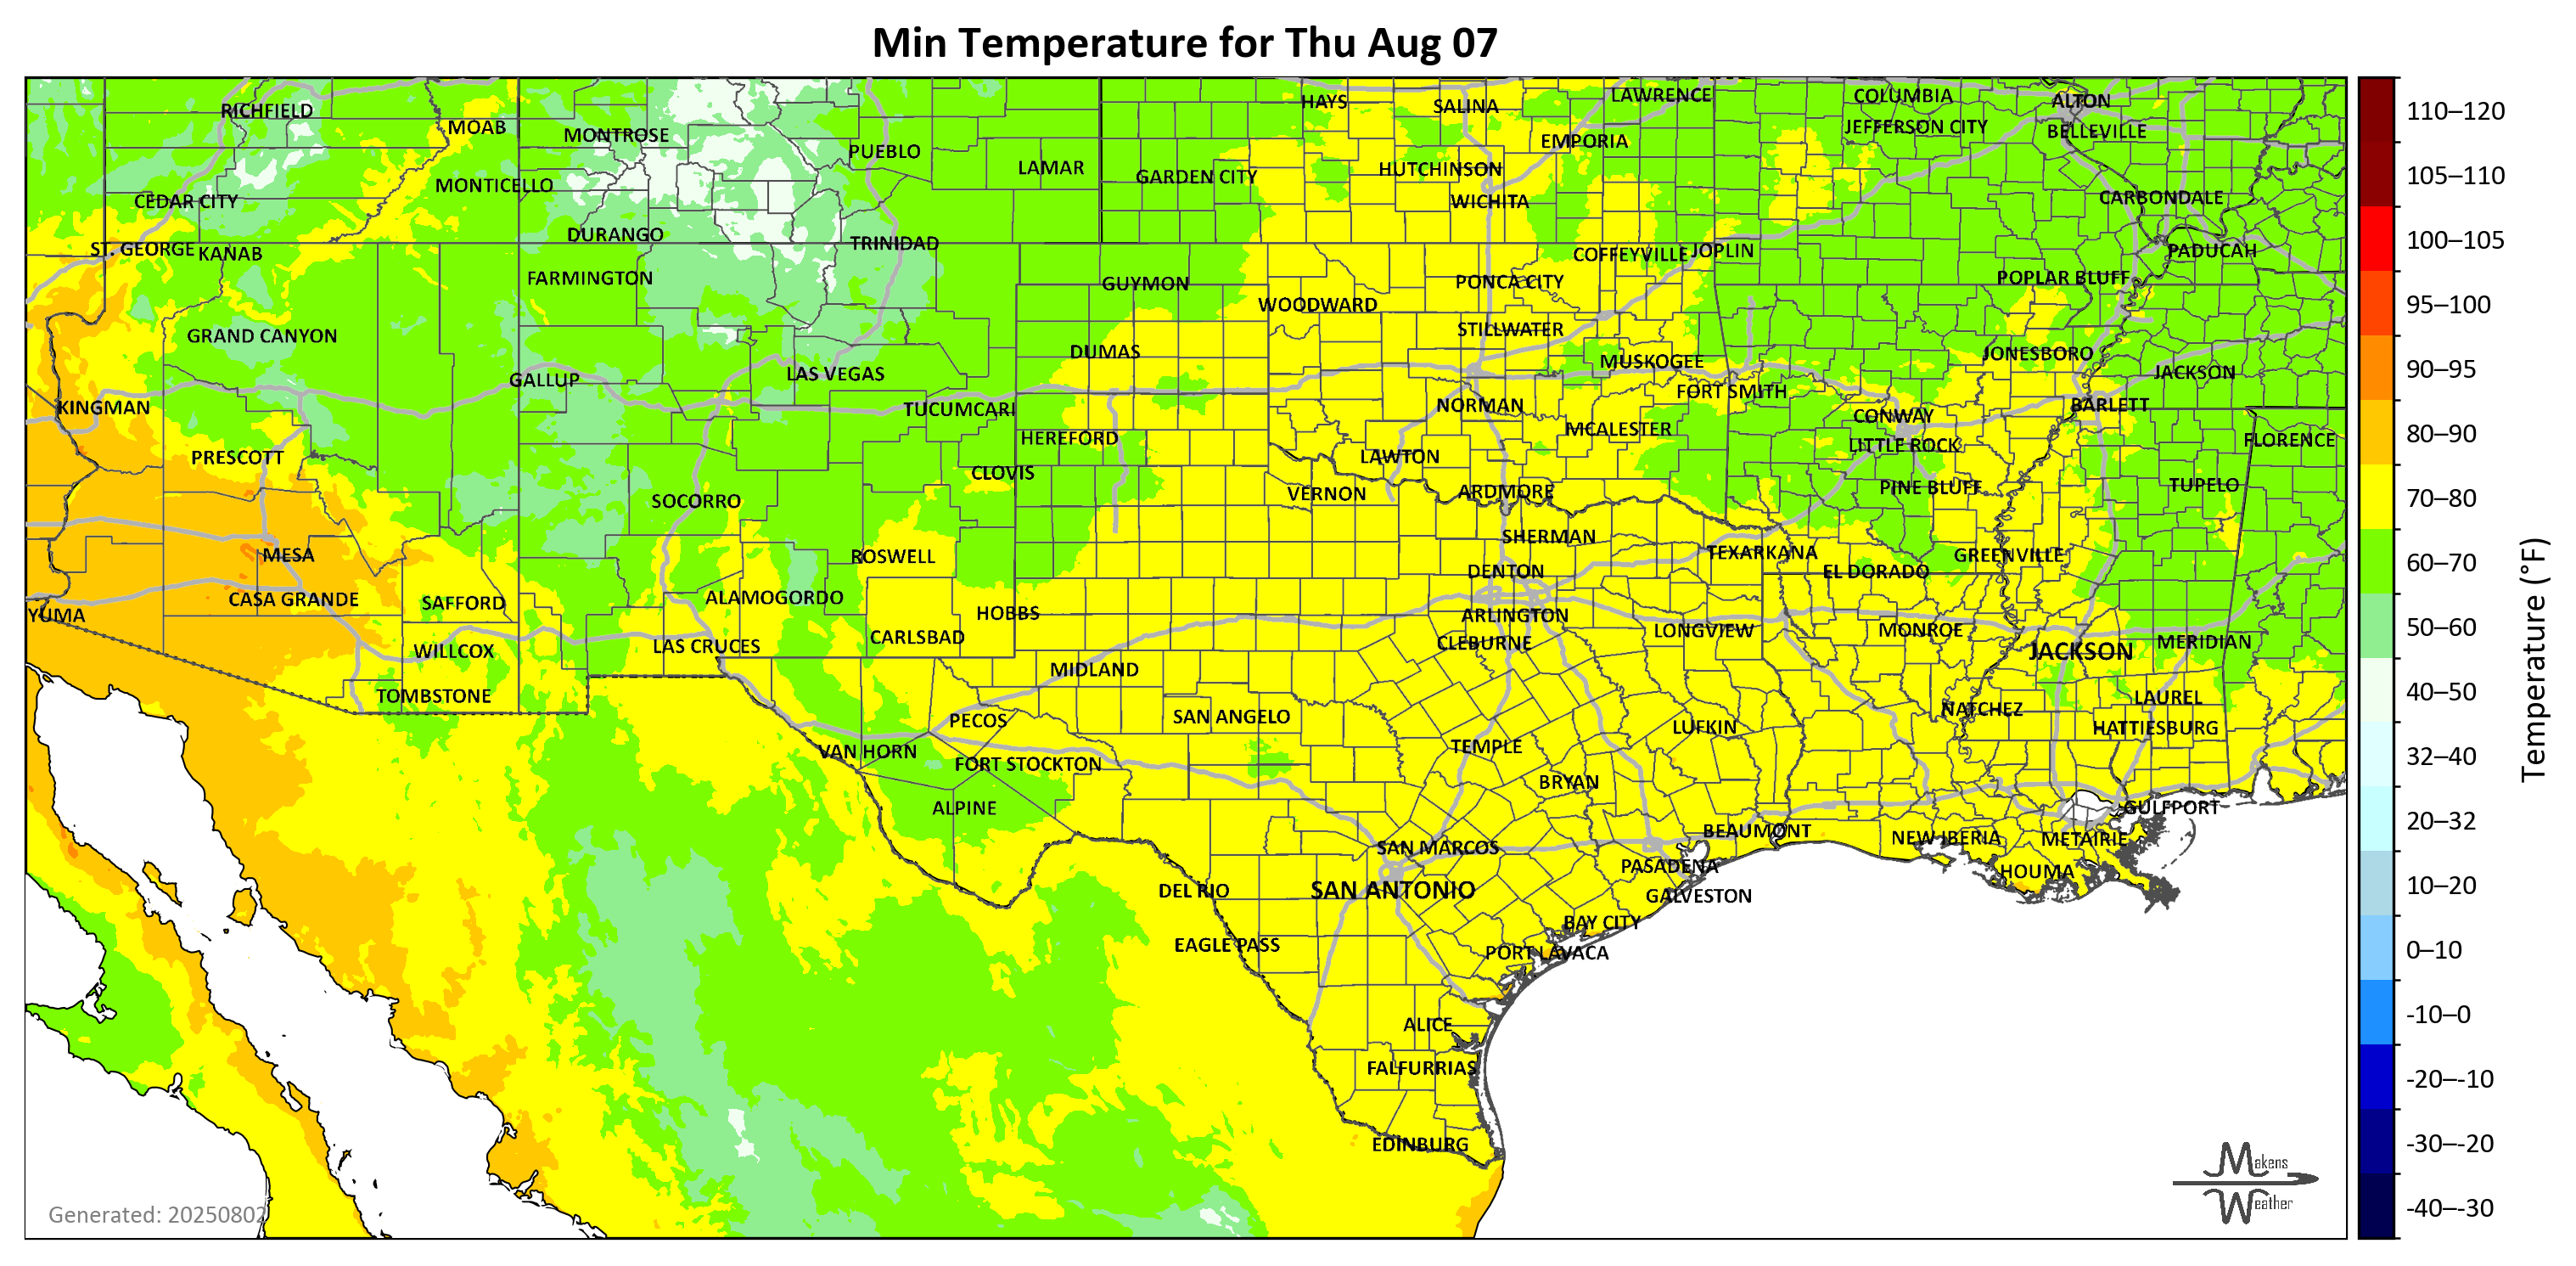 Min Temperature for Thu Aug 07
RICHFIELD
MOAB
MONTROSE
PUEBLO
LAMAR
HAYS
SALINA
LAWRENCE
COLUMBIA
ALTON
JEFFERSON CITY
BELLEVILLE
EMPORIA
HUTCHINSON
GARDEN CITY
WICHITA
MONTICELLO
CEDAR CITY
CARBONDALE
DURANGO
TRINIDAD
ST. GEORGE
KANAB
COFFEYVILLE
JOPLIN
PADUCAH
FARMINGTON
GUYMON
PONCA CITY
POPLAR BLUFF
WOODWARD
GRAND CANYON
STILLWATER
DUMAS
MUSKOGEE
JONESBORO
GALLUP
LAS VEGAS
JACKSON
FORT SMITH
KINGMAN
TUCUMCARI
NORMAN
CONWAY
BARLETT
HEREFORD
MCALESTER
LITTLE ROCK
FLORENCE
PRESCOTT
LAWTON
CLOVIS
SOCORRO
VERNON
ARDMORE
PINE BLUFF
TUPELO
MESA
ROSWELL
SHERMAN
TEXARKANA
GREENVILLE
DENTON
EL DORADO
CASA GRANDE
SAFFORD
ALAMOGORDO
HOBBS
ARLINGTON
YUMA
WILLCOX
LAS CRUCES
CARLSBAD
CLEBURNE
LONGVIEW
MONROE
JACKSON
MERIDIAN
MIDLAND
TOMBSTONE
LAUREL
PECOS
SAN ANGELO
NATCHEZ
LUFKIN
HATTIESBURG
VAN HORN
FORT STOCKTON
TEMPLE
BRYAN
ALPINE
GULFPORT
BEAUMONT
NEW IBERIA
METAIRIE
SAN MARCOS
PASADENA
HOUMA
DEL RIO
SAN ANTONIO
GALVESTON
BAY CITY
EAGLE PASS
PORT LAVACA
ALICE
FALFURRIAS
EDINBURG
Generated: 20250802
Makens
Weather
110–120
105–110
100–105
95–100
90–95
80–90
70–80
60–70
50–60
40–50
32–40
20–32
10–20
0–10
-10–0
-20–-10
-30–-20
-40–-30
Temperature (°F)